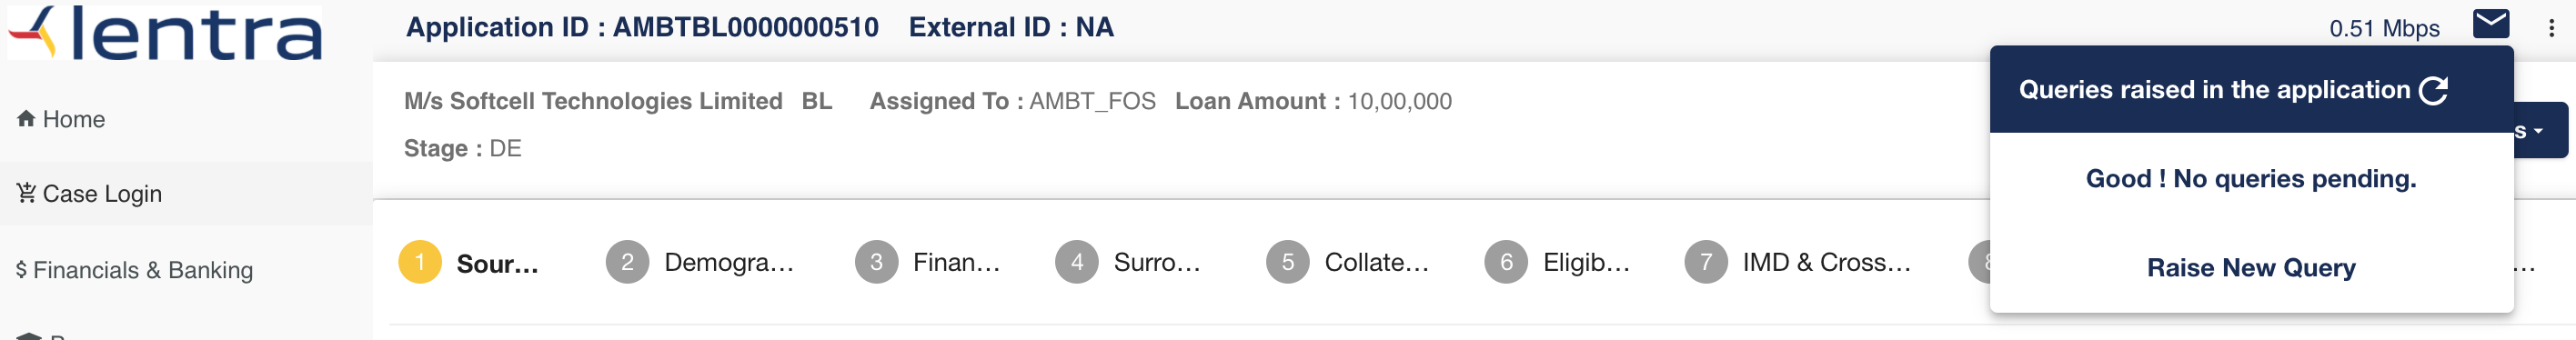 lentra
Application ID : AMBTBL0000000510 External ID : NA
0.51 Mbps
Home
Case Login
$ Financials & Banking
M/s Softcell Technologies Limited BL Assigned To : AMBT_FOS Loan Amount : 10,00,000
Stage : DE
1 Sour...
2 Demogra...
3 Finan...
4 Surro...
5 Collate...
6 Eligib...
7 IMD & Cross...
Queries raised in the application
Good ! No queries pending.
Raise New Query